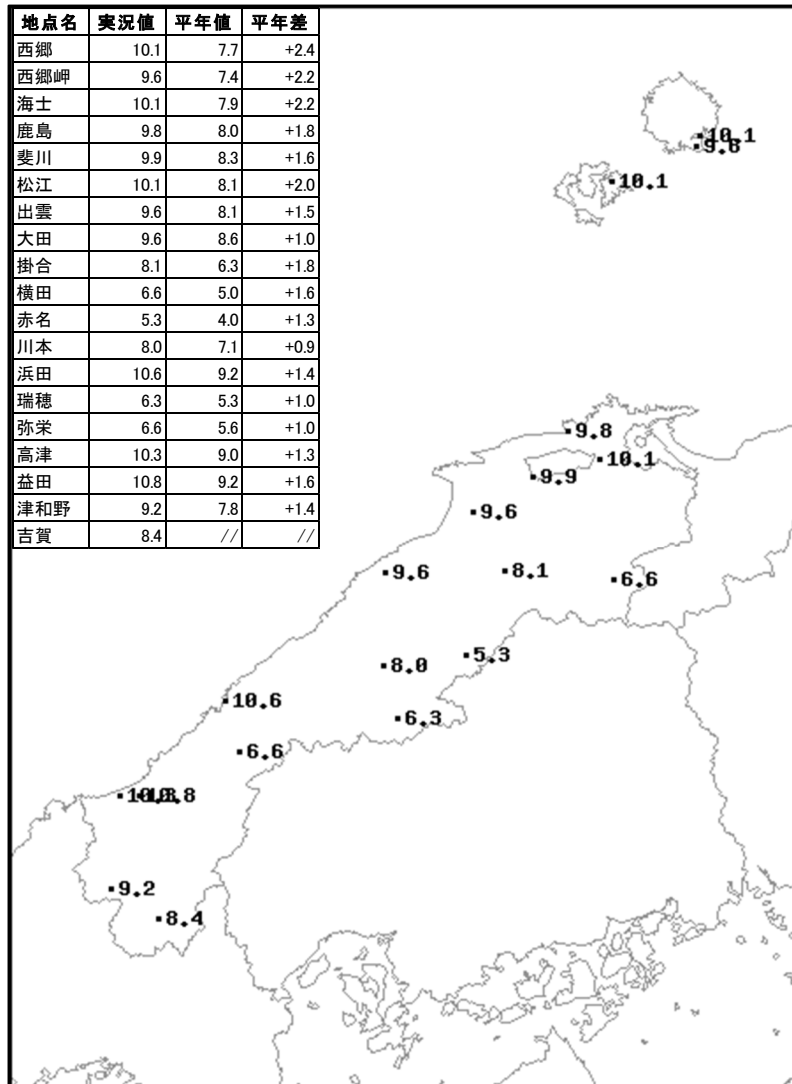 地点名 実況値 平年値 平年差
西郷 10.1 7.7 +2.4
西郷岬 9.6 7.4 +2.2
海士 10.1 7.9 +2.2
鹿島 9.8 8.0 +1.8
斐川 9.9 8.3 +1.6
松江 10.1 8.1 +2.0
出雲 9.6 8.1 +1.5
大田 9.6 8.6 +1.0
掛合 8.1 6.3 +1.8
横田 6.6 5.0 +1.6
赤名 5.3 4.0 +1.3
川本 8.0 7.1 +0.9
浜田 10.6 9.2 +1.4
瑞穂 6.3 5.3 +1.0
弥栄 6.6 5.6 +1.0
高津 10.3 9.0 +1.3
益田 10.8 9.2 +1.6
津和野 9.2 7.8 +1.4
吉賀 8.4 // //
10.1
9.6
10.1
9.8
10.1
9.9
9.6
9.6
8.1
6.6
5.3
8.0
10.6
6.3
6.6
10.3
10.8
9.2
8.4